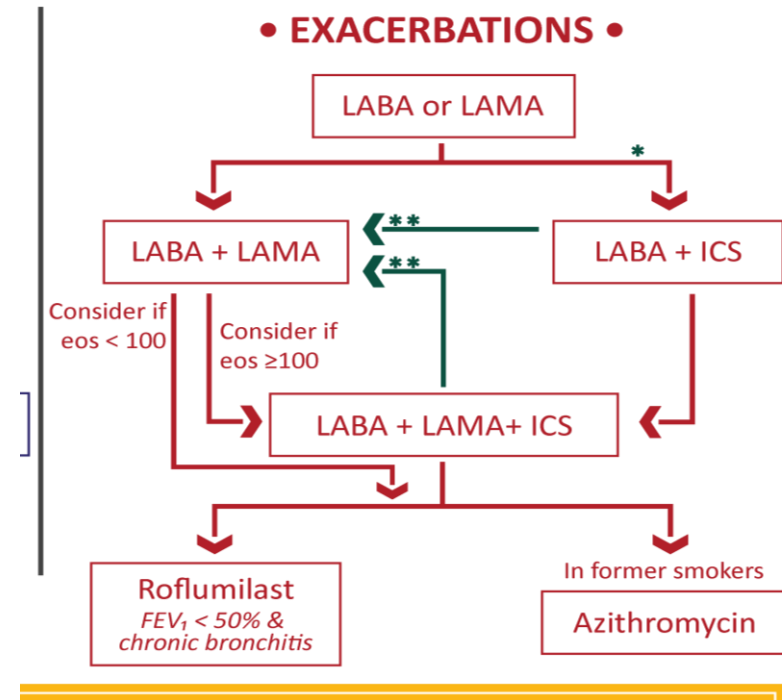 • EXACERBATIONS •
LABA or LAMA
*
LABA + LAMA
**
**
LABA + ICS
Consider if
eos < 100
Consider if
eos ≥100
LABA + LAMA+ ICS
Roflumilast
FEV₁ < 50% &
chronic bronchitis
In former smokers
Azithromycin